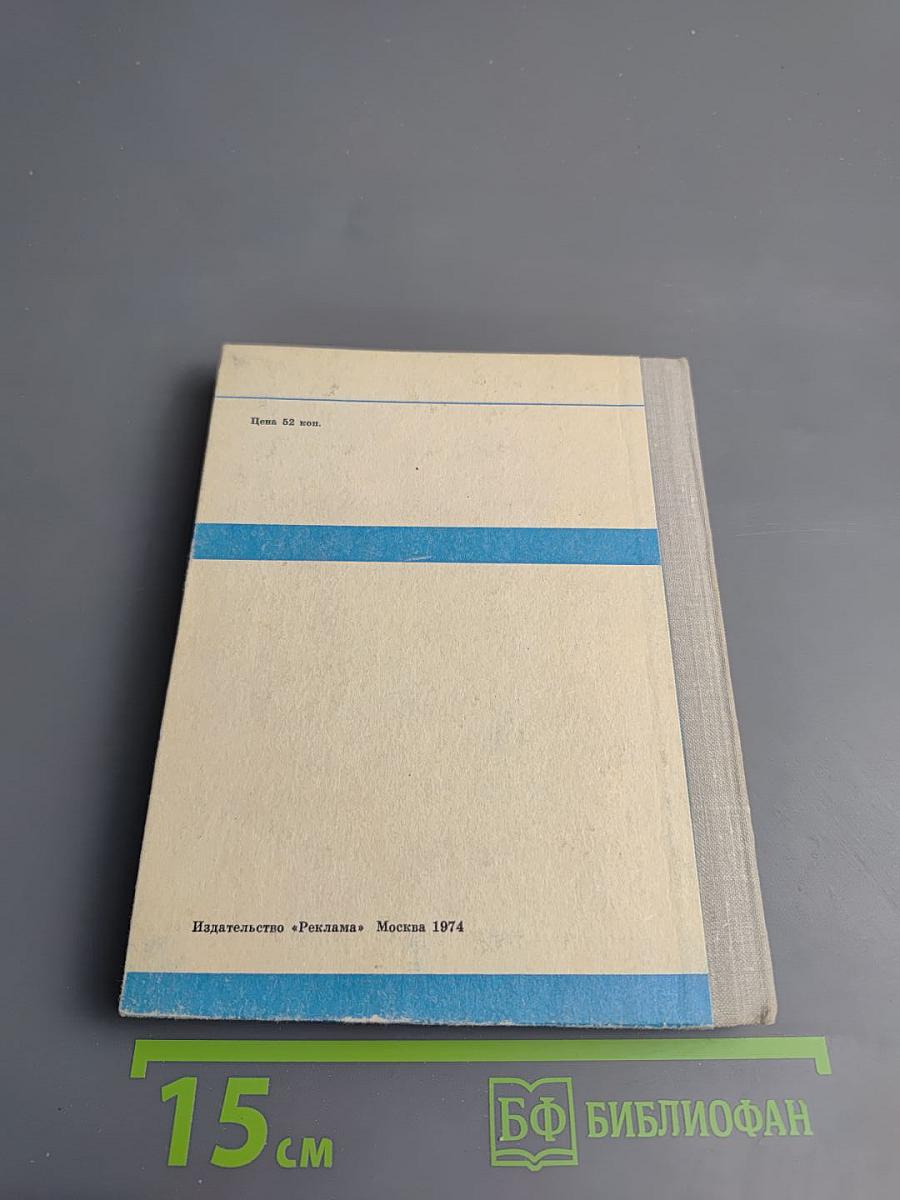 Цена 52 коп.
Издательство «Реклама» Москва 1974
15 см
БФ БИБЛИОФАН